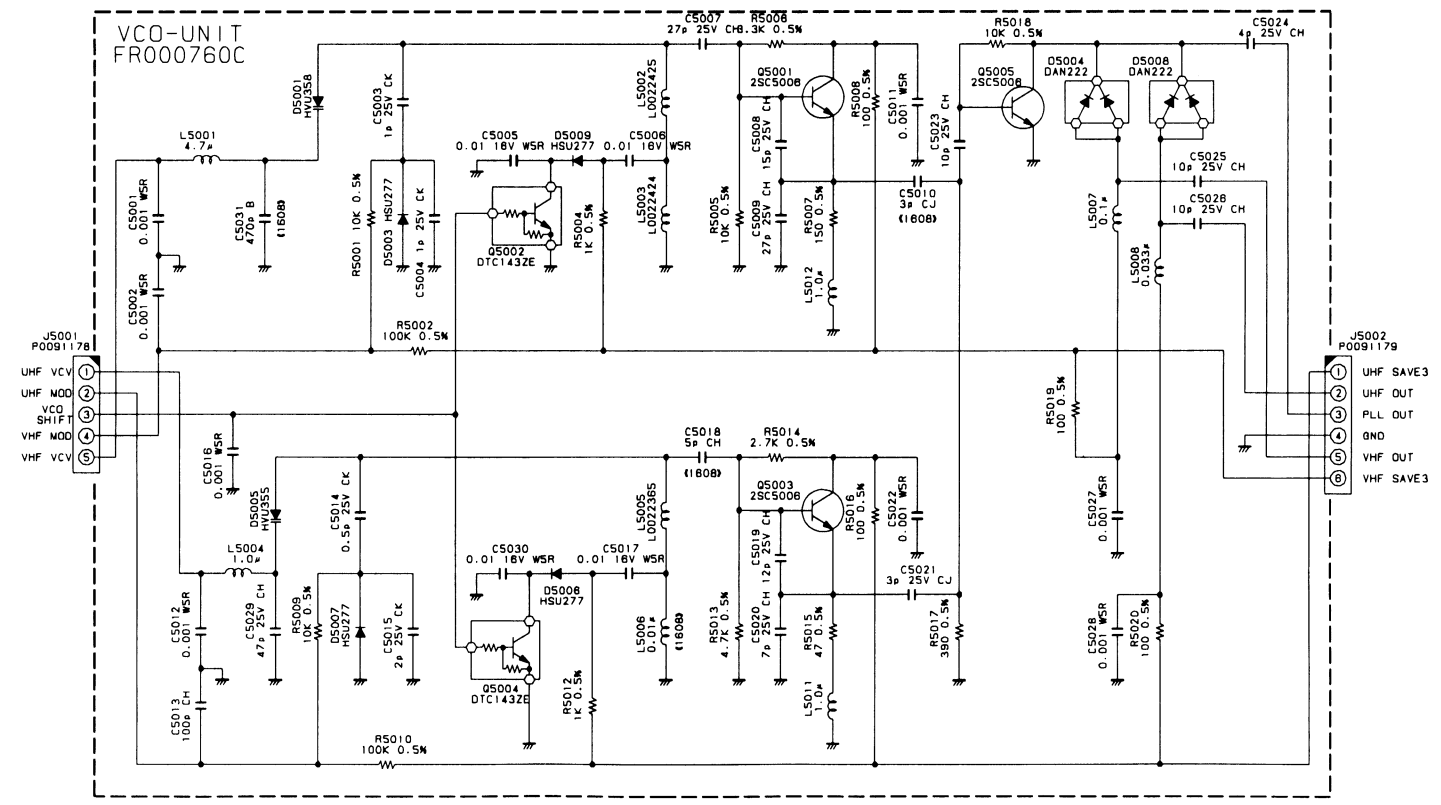 VCO-UNIT
FR000760C
D5001
HVU358
C5003
1p 25V CK
L5001
4.7µ
C5001
0.001 W5R
C5031
470p B
(1608)
C5002
0.001 W5R
R5001 10K 0.5%
D5003 HSU277
C5004 1p 25V CK
C5005
0.01 16V W5R
D5009
HSU277
C5006
0.01 16V W5R
Q5002
DTC143ZE
R5004
1K 0.5%
L5002
L0022425
L5003
L0022424
C5007
27p 25V CH
R5006
3.3K 0.5%
Q5001
2SC5006
R5008
100 0.5%
C5011
0.001 W5R
C5008
15p 25V CH
R5005
10K 0.5%
C5009
27p 25V CH
R5007
150 0.5%
L5012
1.0µ
C5010
3p CJ
(1608)
C5023
10p 25V CH
R5018
10K 0.5%
Q5005
2SC5006
D5004
DAN222
D5008
DAN222
C5024
4p 25V CH
C5025
10p 25V CH
C5026
10p 25V CH
L5007
0.1µ
L5008
0.033µ
R5002
100K 0.5%
J5001
P0091178
UHF VCV 1
UHF MOD 2
VCO
SHIFT 3
VHF MOD 4
VHF VCV 5
J5002
P0091179
1 UHF SAVE3
2 UHF OUT
3 PLL OUT
4 GND
5 VHF OUT
6 VHF SAVE3
R5019
100 0.5%
C5016
0.001 W5R
D5005
HVU355
C5014
0.5p 25V CK
L5004
1.0µ
C5012
0.001 W5R
C5029
47p 25V CH
C5013
100p CH
R5009
10K 0.5%
D5007
HSU277
C5015
2p 25V CK
C5030
0.01 16V W5R
D5006
HSU277
C5017
0.01 16V W5R
Q5004
DTC143ZE
R5012
1K 0.5%
L5005
L0022365
L5006
0.01µ
(1608)
C5018
5p CH
(1608)
R5014
2.7K 0.5%
Q5003
2SC5006
R5016
100 0.5%
C5022
0.001 W5R
C5019
12p 25V CH
R5013
4.7K 0.5%
C5020
7p 25V CH
R5015
47 0.5%
L5011
1.0µ
C5021
3p 25V CJ
R5017
390 0.5%
C5027
0.001 W5R
C5028
0.001 W5R
R5020
100 0.5%
R5010
100K 0.5%